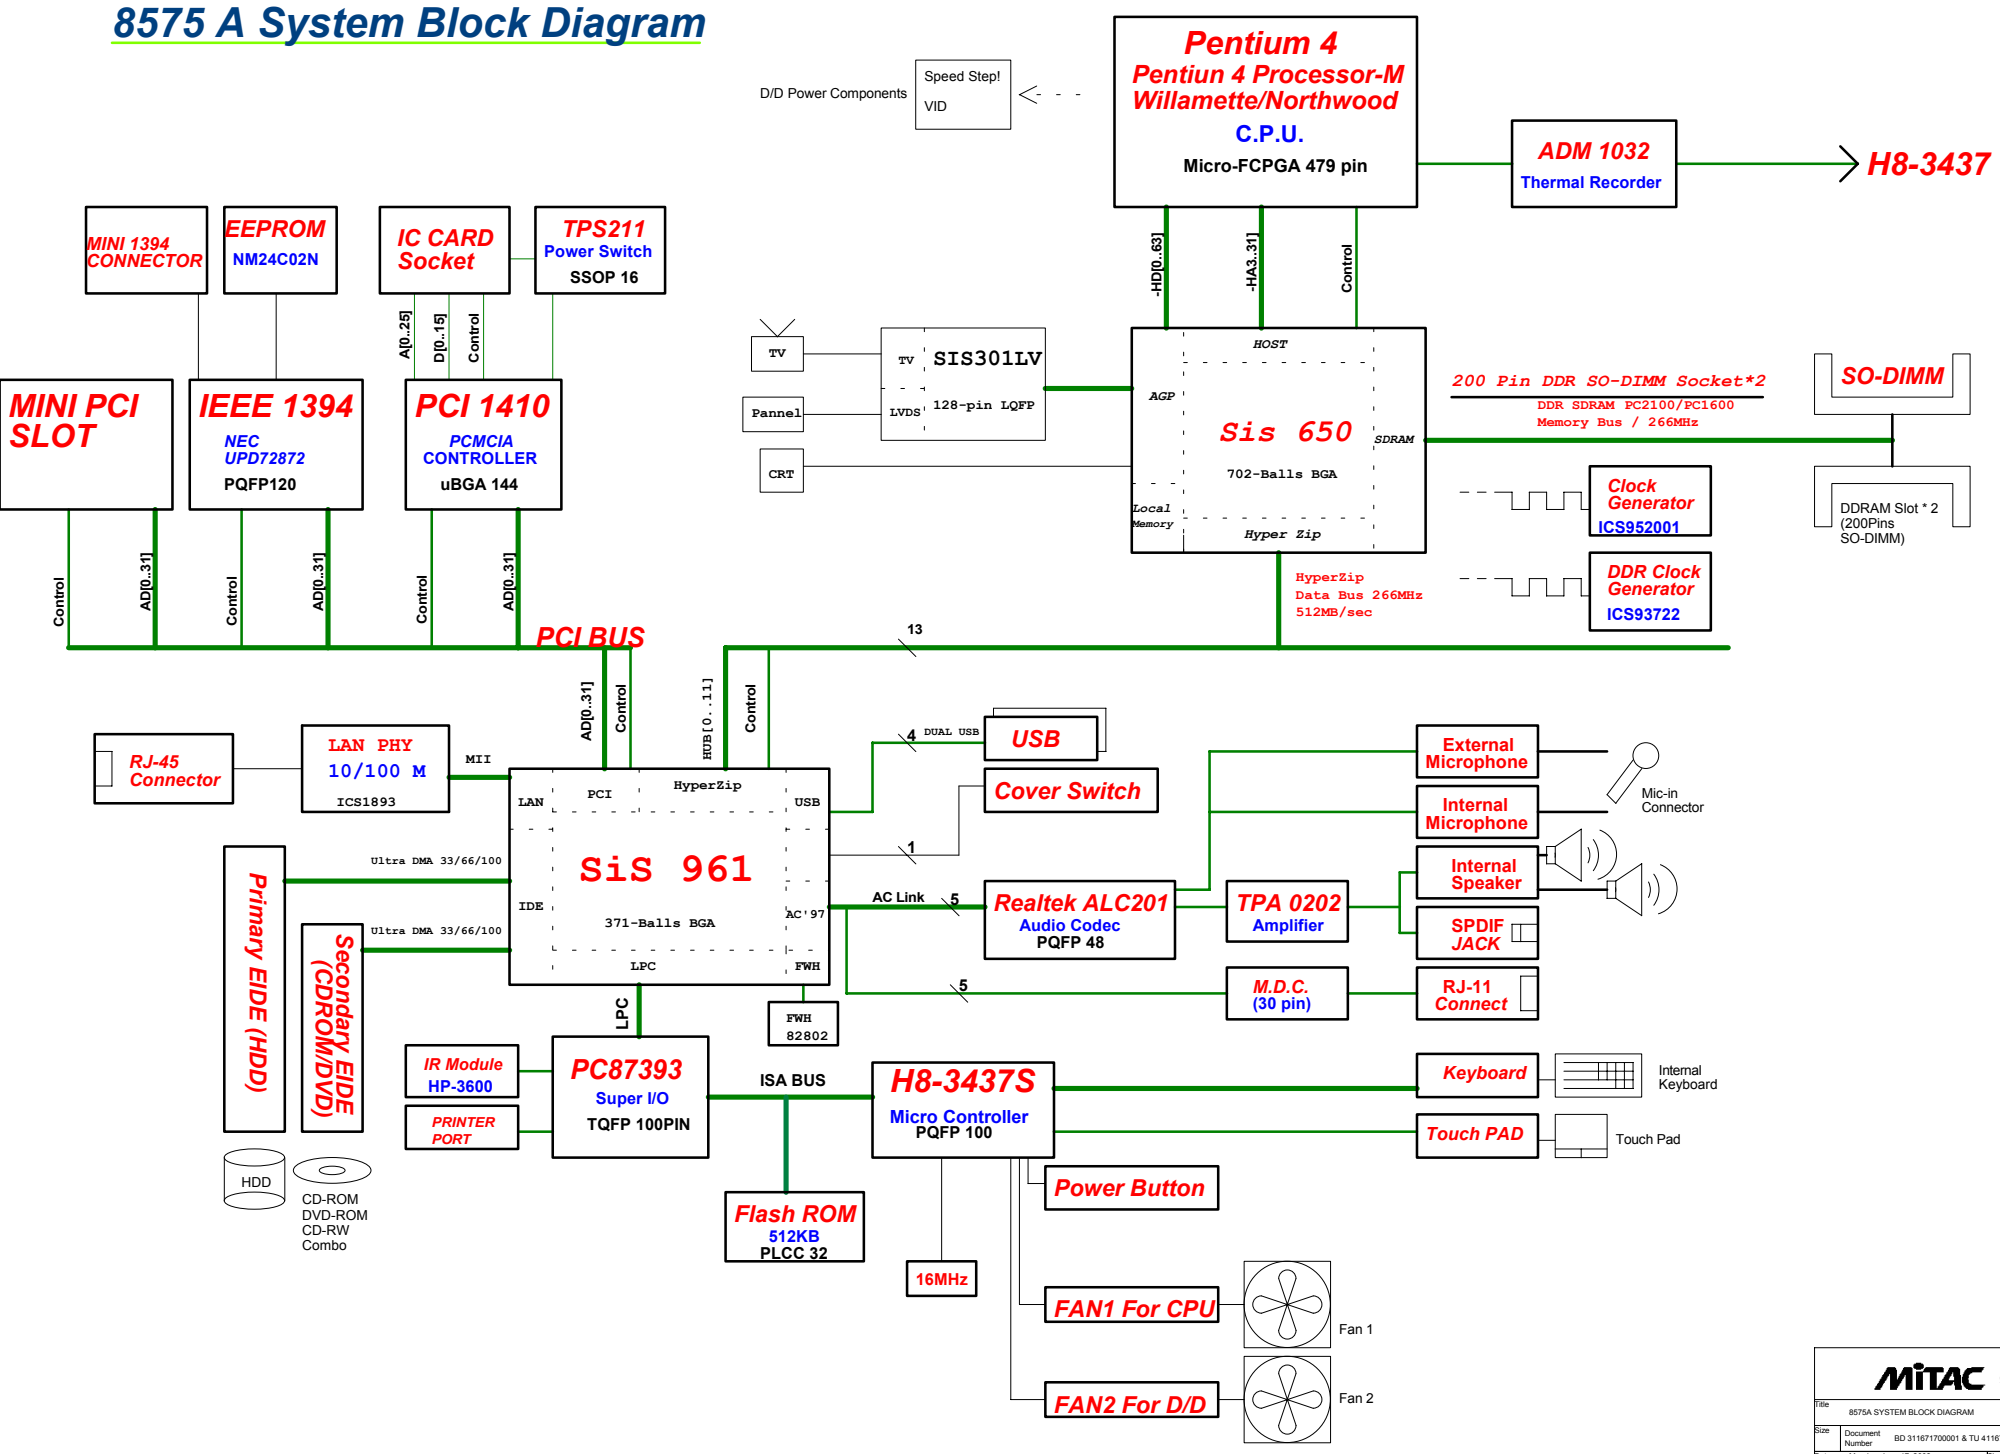 8575 A System Block Diagram
D/D Power Components
Speed Step!
VID
Pentium 4
Pentiun 4 Processor-M
Willamette/Northwood
C.P.U.
Micro-FCPGA 479 pin
ADM 1032
Thermal Recorder
H8-3437
MINI 1394
CONNECTOR
EEPROM
NM24C02N
IC CARD
Socket
TPS211
Power Switch
SSOP 16
A[0..25]
D[0..15]
Control
-HD[0..63]
-HA3..31]
Control
MINI PCI
SLOT
IEEE 1394
NEC
UPD72872
PQFP120
PCI 1410
PCMCIA
CONTROLLER
uBGA 144
TV
Pannel
CRT
TV
LVDS
SIS301LV
128-pin LQFP
HOST
AGP
Sis 650
SDRAM
702-Balls BGA
Local
Memory
Hyper Zip
200 Pin DDR SO-DIMM Socket*2
DDR SDRAM PC2100/PC1600
Memory Bus / 266MHz
SO-DIMM
DDRAM Slot * 2
(200Pins
SO-DIMM)
Clock
Generator
ICS952001
DDR Clock
Generator
ICS93722
Control
AD[0..31]
Control
AD[0..31]
Control
AD[0..31]
PCI BUS
HyperZip
Data Bus 266MHz
512MB/sec
13
AD[0..31]
Control
HUB[0..11]
Control
RJ-45
Connector
LAN PHY
10/100 M
ICS1893
MII
LAN
PCI
HyperZip
USB
SiS 961
IDE
371-Balls BGA
AC'97
LPC
FWH
4
DUAL USB
USB
Cover Switch
1
External
Microphone
Internal
Microphone
Mic-in
Connector
Primary EIDE (HDD)
Ultra DMA 33/66/100
Secondary EIDE
(CDROM/DVD)
Ultra DMA 33/66/100
AC Link
5
Realtek ALC201
Audio Codec
PQFP 48
TPA 0202
Amplifier
Internal
Speaker
SPDIF
JACK
5
M.D.C.
(30 pin)
RJ-11
Connect
LPC
FWH
82802
IR Module
HP-3600
PRINTER
PORT
PC87393
Super I/O
TQFP 100PIN
ISA BUS
H8-3437S
Micro Controller
PQFP 100
Keyboard
Internal
Keyboard
Touch PAD
Touch Pad
HDD
CD-ROM
DVD-ROM
CD-RW
Combo
Flash ROM
512KB
PLCC 32
Power Button
16MHz
FAN1 For CPU
Fan 1
FAN2 For D/D
Fan 2
MiTAC
Title
8575A SYSTEM BLOCK DIAGRAM
Size
Document
Number
BD 311671700001 & TU 4116